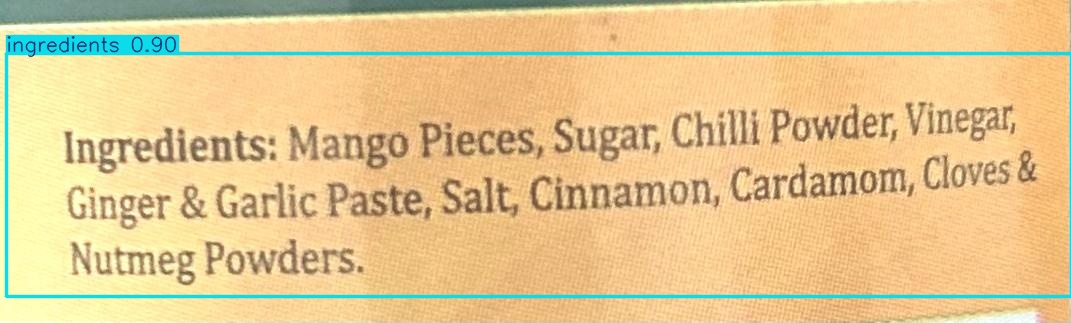 ingredients 0.90
Ingredients: Mango Pieces, Sugar, Chilli Powder, Vinegar,
Ginger & Garlic Paste, Salt, Cinnamon, Cardamom, Cloves &
Nutmeg Powders.